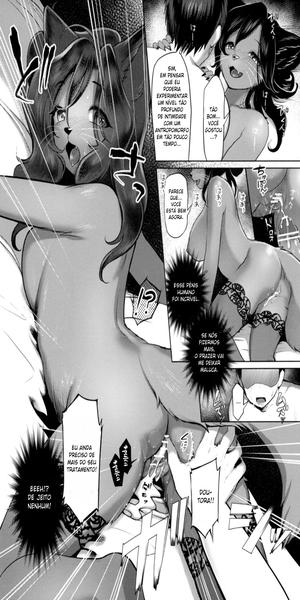 SIM,
EM PENSAR
QUE EU
PODERIA
EXPERIMENTAR
UM NÍVEL TÃO
PROFUNDO
DE INTIMIDADE
COM UM
ANTROPOMORFO
EM TÃO
POUCO
TEMPO...
TÃO
BOM...
VOCÊ
GOSTOU
...?
PARECE
QUE...
VOCÊ
ESTÁ BEM
AGORA.
ESSE PÊNIS
HUMANO
FOI INCRÍVEL.
SE NÓS
FIZERMOS
MAIS,
O PRAZER VAI
ME DEIXAR
MALUCA.
!?
EU AINDA
PRECISO DE
MAIS DO SEU
TRATAMENTO!
BEEH!?
DE JEITO
NENHUM!
DOU-
TORA!!